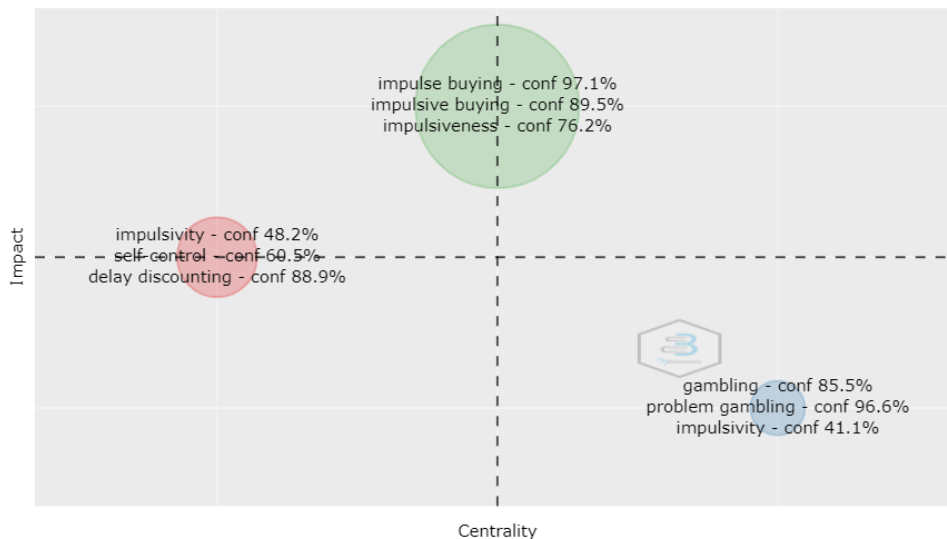 impulse buying - conf 97.1%
impulsive buying - conf 89.5%
impulsiveness - conf 76.2%
impulsivity - conf 48.2%
self-control - conf 60.5%
delay discounting - conf 88.9%
Impact
gambling - conf 85.5%
problem gambling - conf 96.6%
impulsivity - conf 41.1%
Centrality